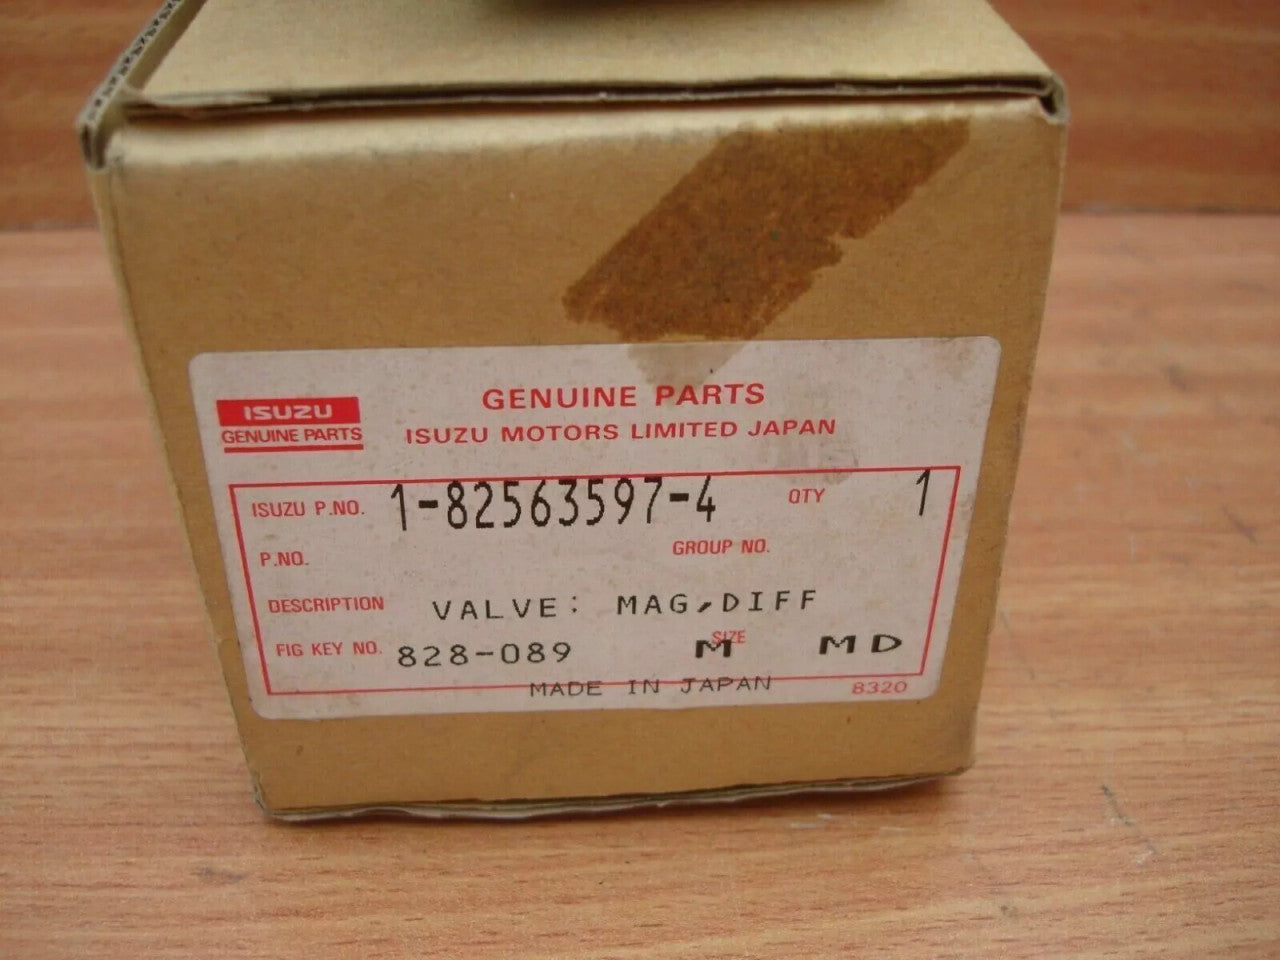 ISUZU
GENUINE PARTS
GENUINE PARTS
ISUZU MOTORS LIMITED JAPAN
ISUZU P.NO. 1-82563597-4 QTY 1
P.NO. GROUP NO.
DESCRIPTION VALVE: MAG,DIFF
FIG KEY NO. 828-089 SIZE M MD
MADE IN JAPAN 8320